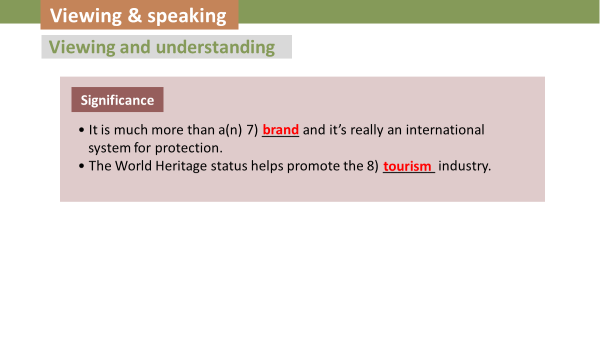 Viewing & speaking
Viewing and understanding
Significance
• It is much more than a(n) 7) brand and it’s really an international
system for protection.
• The World Heritage status helps promote the 8) tourism industry.